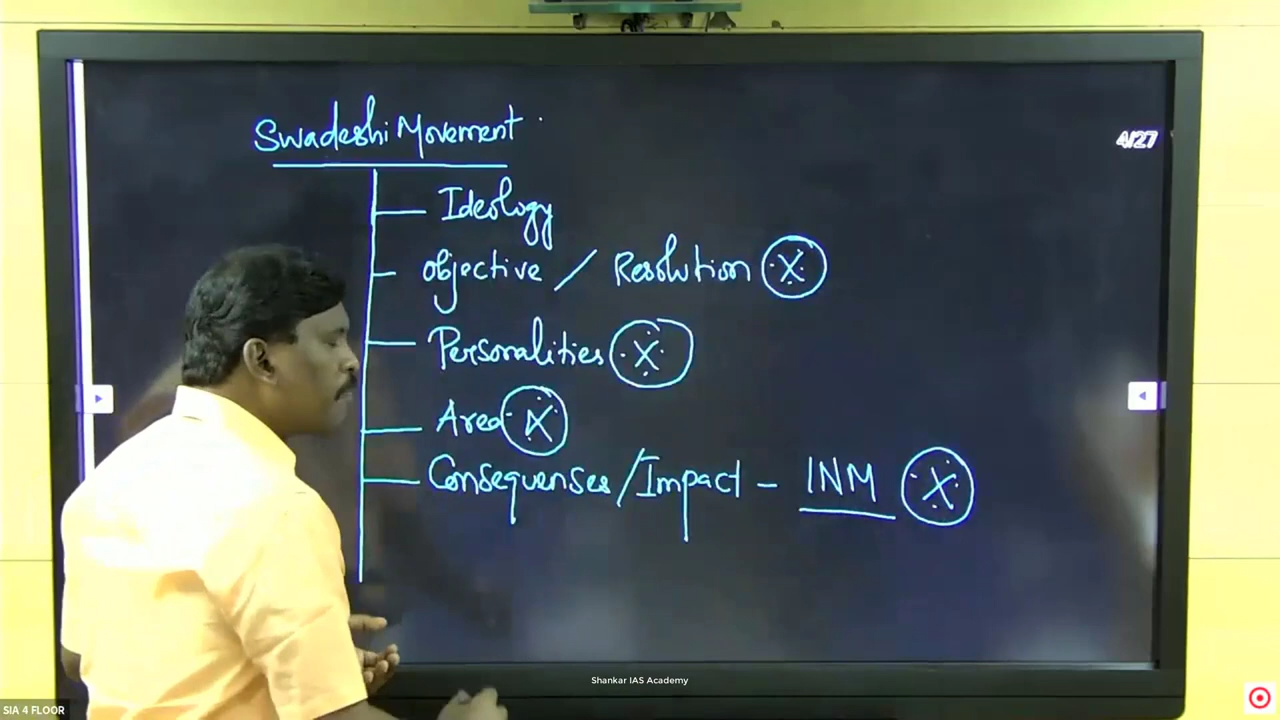 Swadeshi Movement
4/27
Ideology
Objective / Resolution
Personalities
Area
Consequenses/Impact - INM
Shankar IAS Academy
SIA 4 FLOOR